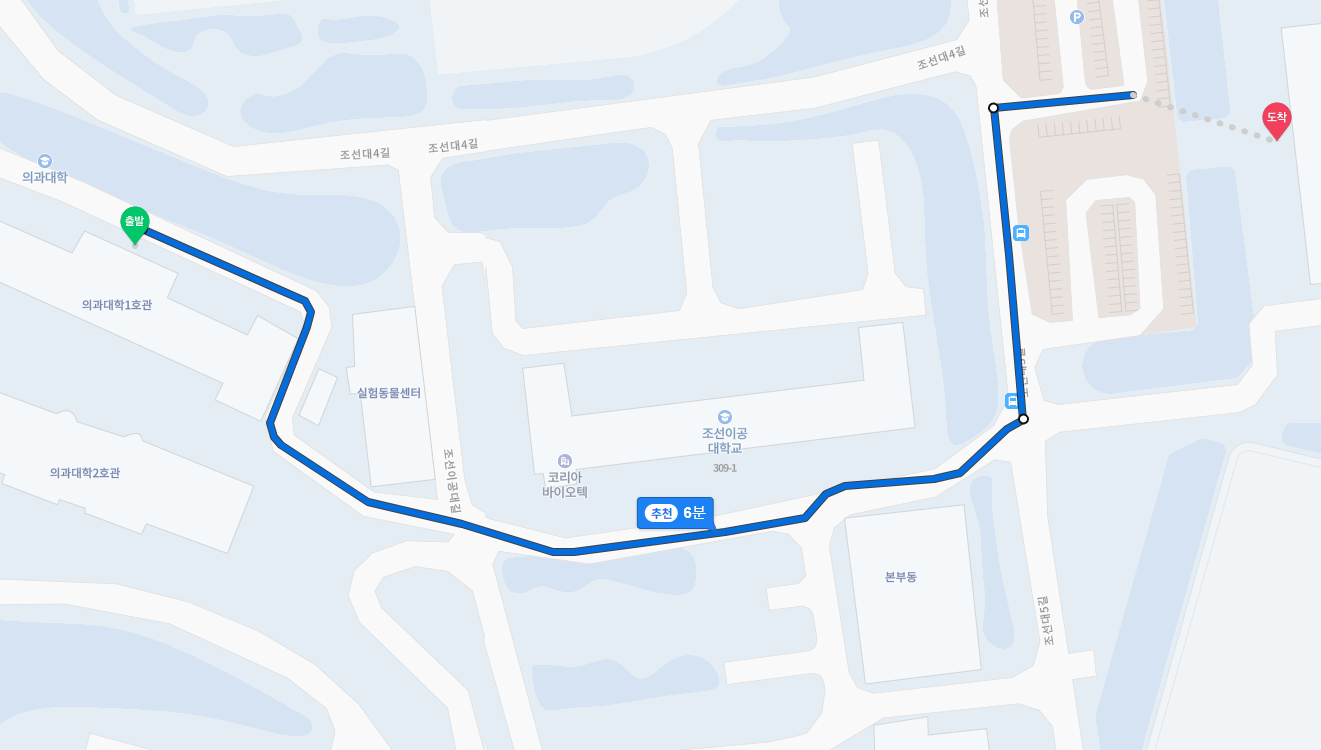 P
조선대4길
도착
조선대4길
조선대4길
의과대학
출발
의과대학1호관
실험동물센터
조선이공
대학교
309-1
코리아
바이오텍
의과대학2호관
조선이공대길
추천 6분
본부동
조선대5길